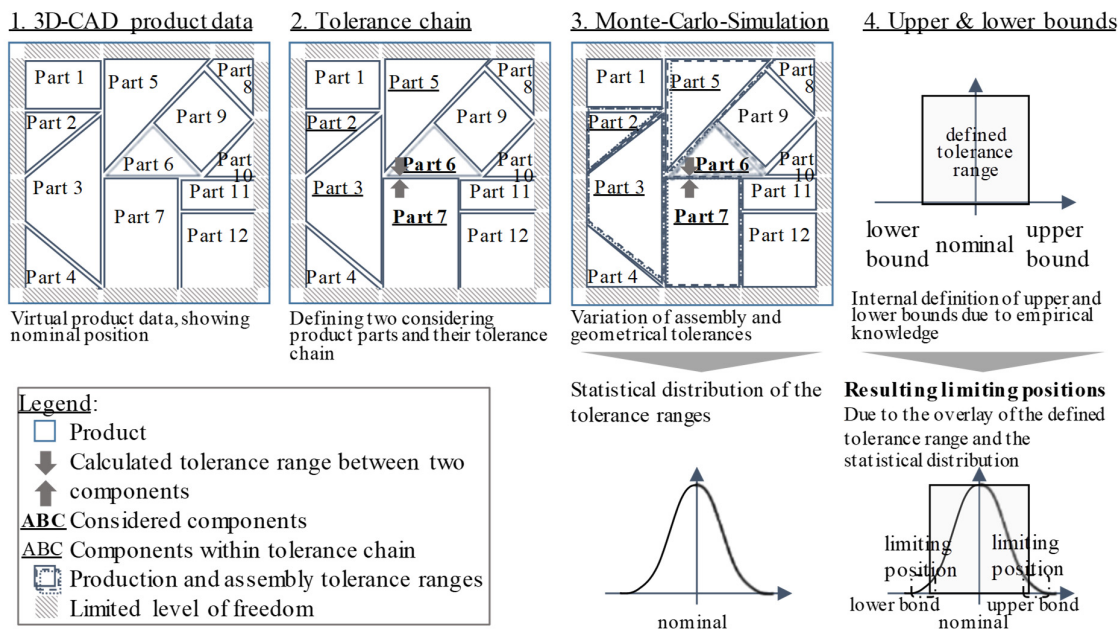 1. 3D-CAD product data
Part 1
Part 5
Part 8
Part 2
Part 9
Part 6
Part 10
Part 3
Part 11
Part 7
Part 12
Part 4
Virtual product data, showing
nominal position
2. Tolerance chain
Part 1
Part 5
Part 8
Part 2
Part 9
Part 6
Part 10
Part 3
Part 11
Part 7
Part 12
Part 4
Defining two considering
product parts and their tolerance
chain
3. Monte-Carlo-Simulation
Part 1
Part 5
Part 8
Part 2
Part 9
Part 6
Part 10
Part 3
Part 11
Part 7
Part 12
Part 4
Variation of assembly and
geometrical tolerances
Statistical distribution of the
tolerance ranges
nominal
4. Upper & lower bounds
defined
tolerance
range
lower
bound
nominal
upper
bound
Internal definition of upper and
lower bounds due to empirical
knowledge
Resulting limiting positions
Due to the overlay of the defined
tolerance range and the
statistical distribution
limiting
position
limiting
position
lower bond
upper bond
nominal
Legend:
Product
Calculated tolerance range between two
components
ABC Considered components
ABC Components within tolerance chain
Production and assembly tolerance ranges
Limited level of freedom